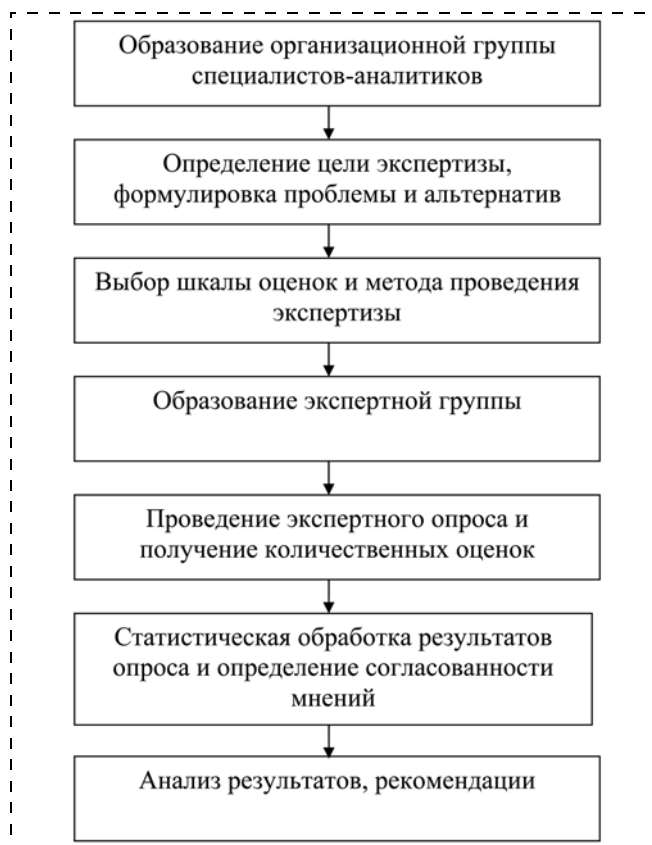 Образование организационной группы
специалистов-аналитиков
Определение цели экспертизы,
формулировка проблемы и альтернатив
Выбор шкалы оценок и метода проведения
экспертизы
Образование экспертной группы
Проведение экспертного опроса и
получение количественных оценок
Статистическая обработка результатов
опроса и определение согласованности
мнений
Анализ результатов, рекомендации